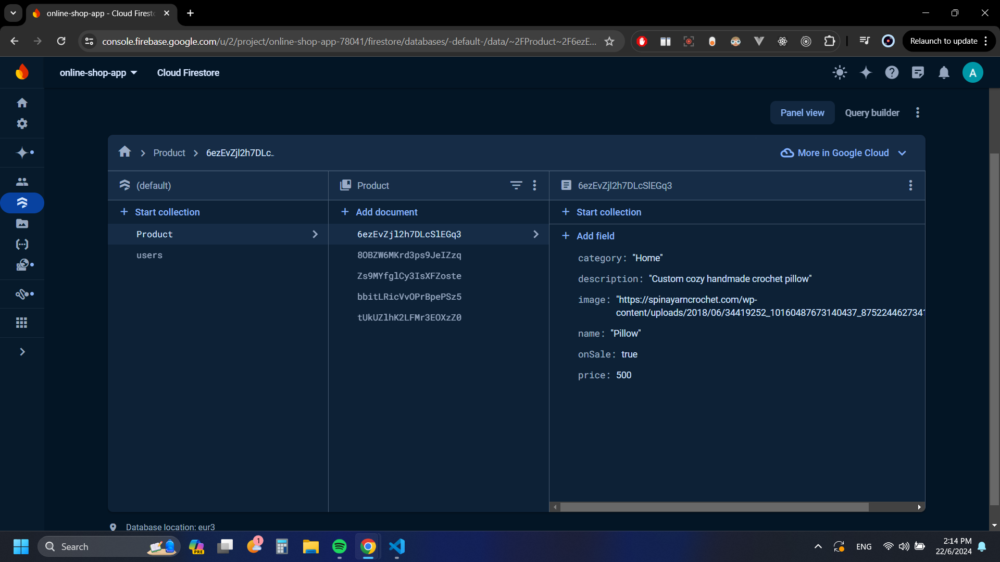 online-shop-app - Cloud Firest
console.firebase.google.com/u/2/project/online-shop-app-78041/firestore/databases/-default-/data/~2FProduct~2F6ezE...
Relaunch to update
online-shop-app
Cloud Firestore
A
Panel view
Query builder
Product
6ezEvZjl2h7DLc..
More in Google Cloud
(default)
Product
6ezEvZjl2h7DLcSlEGq3
Start collection
Add document
Start collection
Product
users
6ezEvZjl2h7DLcSlEGq3
8OBZW6MKrd3ps9JeIZzq
Zs9MYfglCy3IsXFZoste
bbitLRicVvOPrBpePSz5
tUkUZlhK2LFMr3EOXzZ0
Add field
category: "Home"
description: "Custom cozy handmade crochet pillow"
image: "https://spinayarncrochet.com/wp-
content/uploads/2018/06/34419252_10160487673140437_8752244627341
name: "Pillow"
onSale: true
price: 500
Database location: eur3
Search
PRE
1
ENG
2:14 PM
22/6/2024